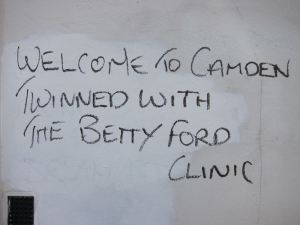 WELCOME TO CAMDEN
TWINNED WITH
THE BETTY FORD
CLINIC